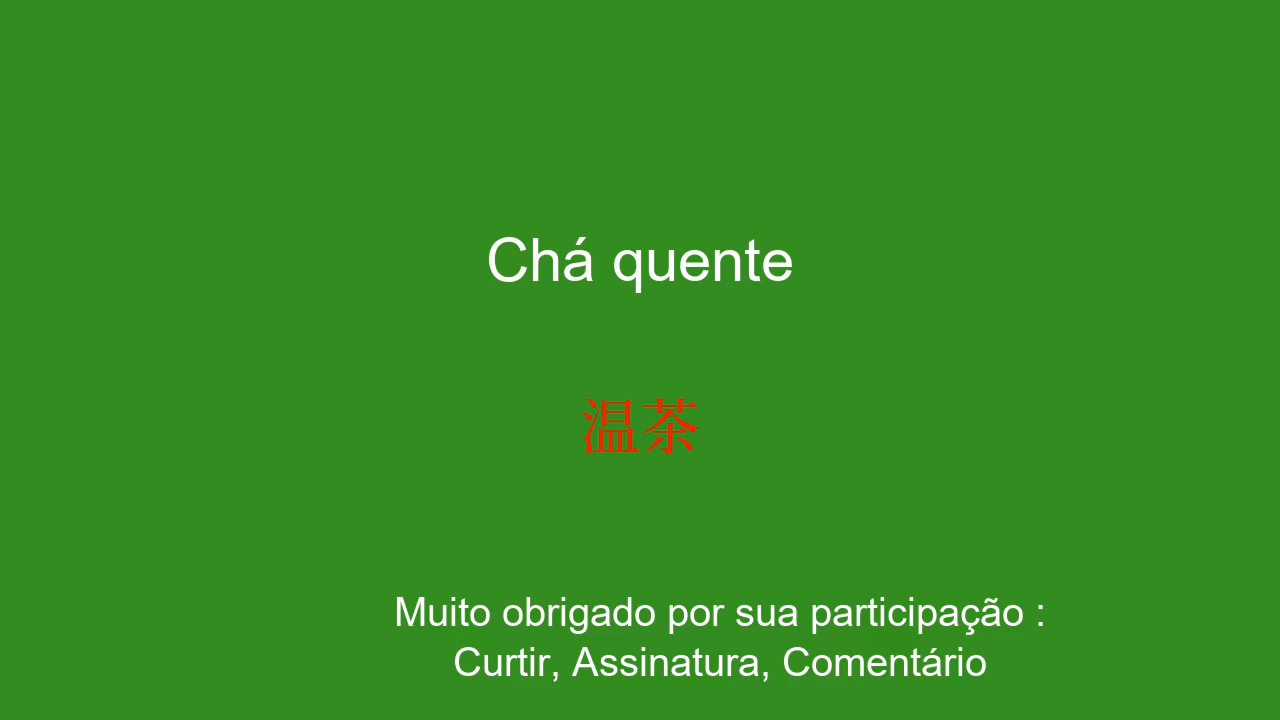 Chá quente
温茶
Muito obrigado por sua participação :
Curtir, Assinatura, Comentário